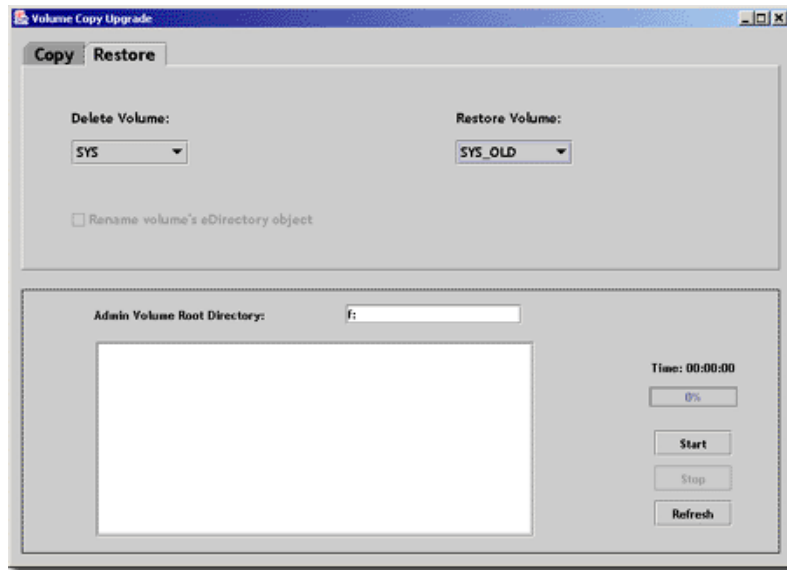 Volume Copy Upgrade
Copy Restore
Delete Volume: Restore Volume:
SYS SYS_OLD
Rename volume's eDirectory object
Admin Volume Root Directory: f:
Time: 00:00:00
0%
Start
Stop
Refresh